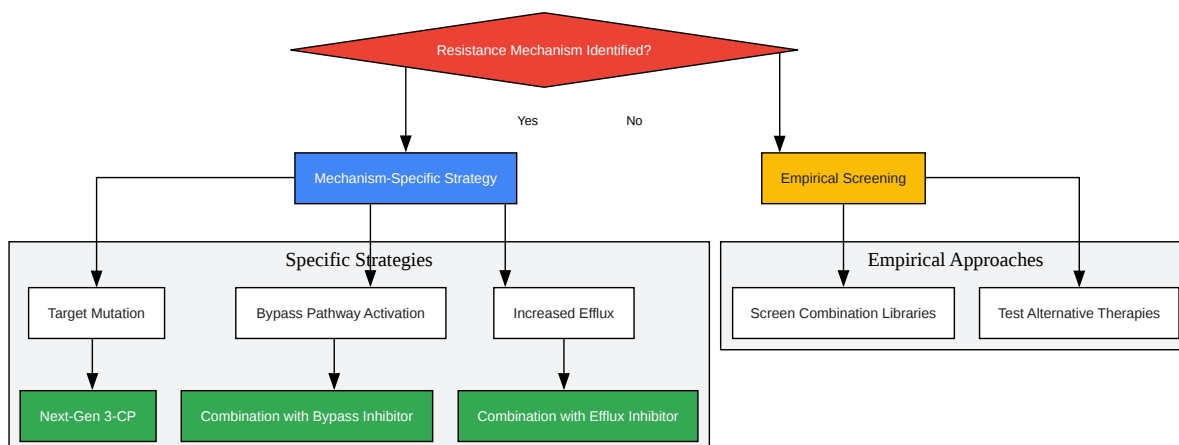 Resistance Mechanism Identified?
Yes
No
Mechanism-Specific Strategy
Empirical Screening
Specific Strategies
Empirical Approaches
Target Mutation
Bypass Pathway Activation
Increased Efflux
Screen Combination Libraries
Test Alternative Therapies
Next-Gen 3-CP
Combination with Bypass Inhibitor
Combination with Efflux Inhibitor